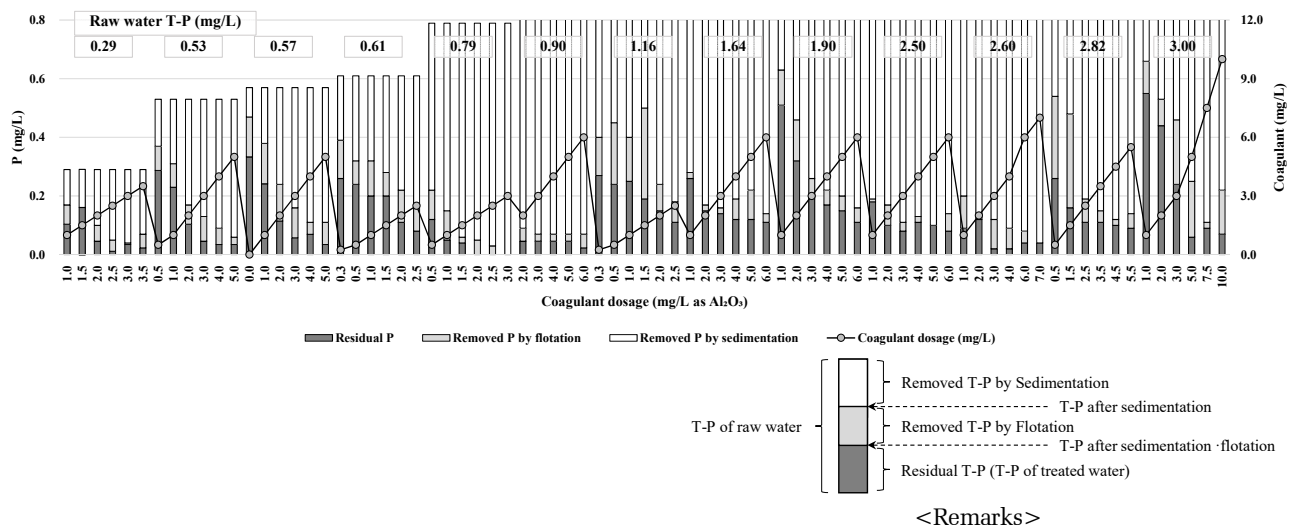 Raw water T-P (mg/L)
0.29 0.53 0.57 0.61 0.79 0.90 1.16 1.64 1.90 2.50 2.60 2.82 3.00
P (mg/L)
0.8
0.6
0.4
0.2
0.0
12.0
9.0
6.0
3.0
0.0
Coagulant (mg/L)
1.0 1.5 2.0 2.5 3.0 3.5 0.5 1.0 2.0 3.0 4.0 5.0 0.0 1.0 2.0 3.0 4.0 5.0 0.3 0.5 1.0 1.5 2.0 2.5 0.5 1.0 1.5 2.0 2.5 3.0 2.0 3.0 4.0 5.0 6.0 0.3 0.5 1.0 1.5 2.0 2.5 1.0 2.0 3.0 4.0 5.0 6.0 1.0 2.0 3.0 4.0 5.0 6.0 1.0 2.0 3.0 4.0 5.0 6.0 1.0 2.0 3.0 4.0 6.0 7.0 0.5 1.5 2.5 3.5 4.5 5.5 1.0 2.0 3.0 5.0 7.5 10.0
Coagulant dosage (mg/L as Al₂O₃)
Residual P Removed P by flotation Removed P by sedimentation Coagulant dosage (mg/L)
Removed T-P by Sedimentation
T-P after sedimentation
T-P of raw water
Removed T-P by Flotation
T-P after sedimentation ·flotation
Residual T-P (T-P of treated water)
<Remarks>